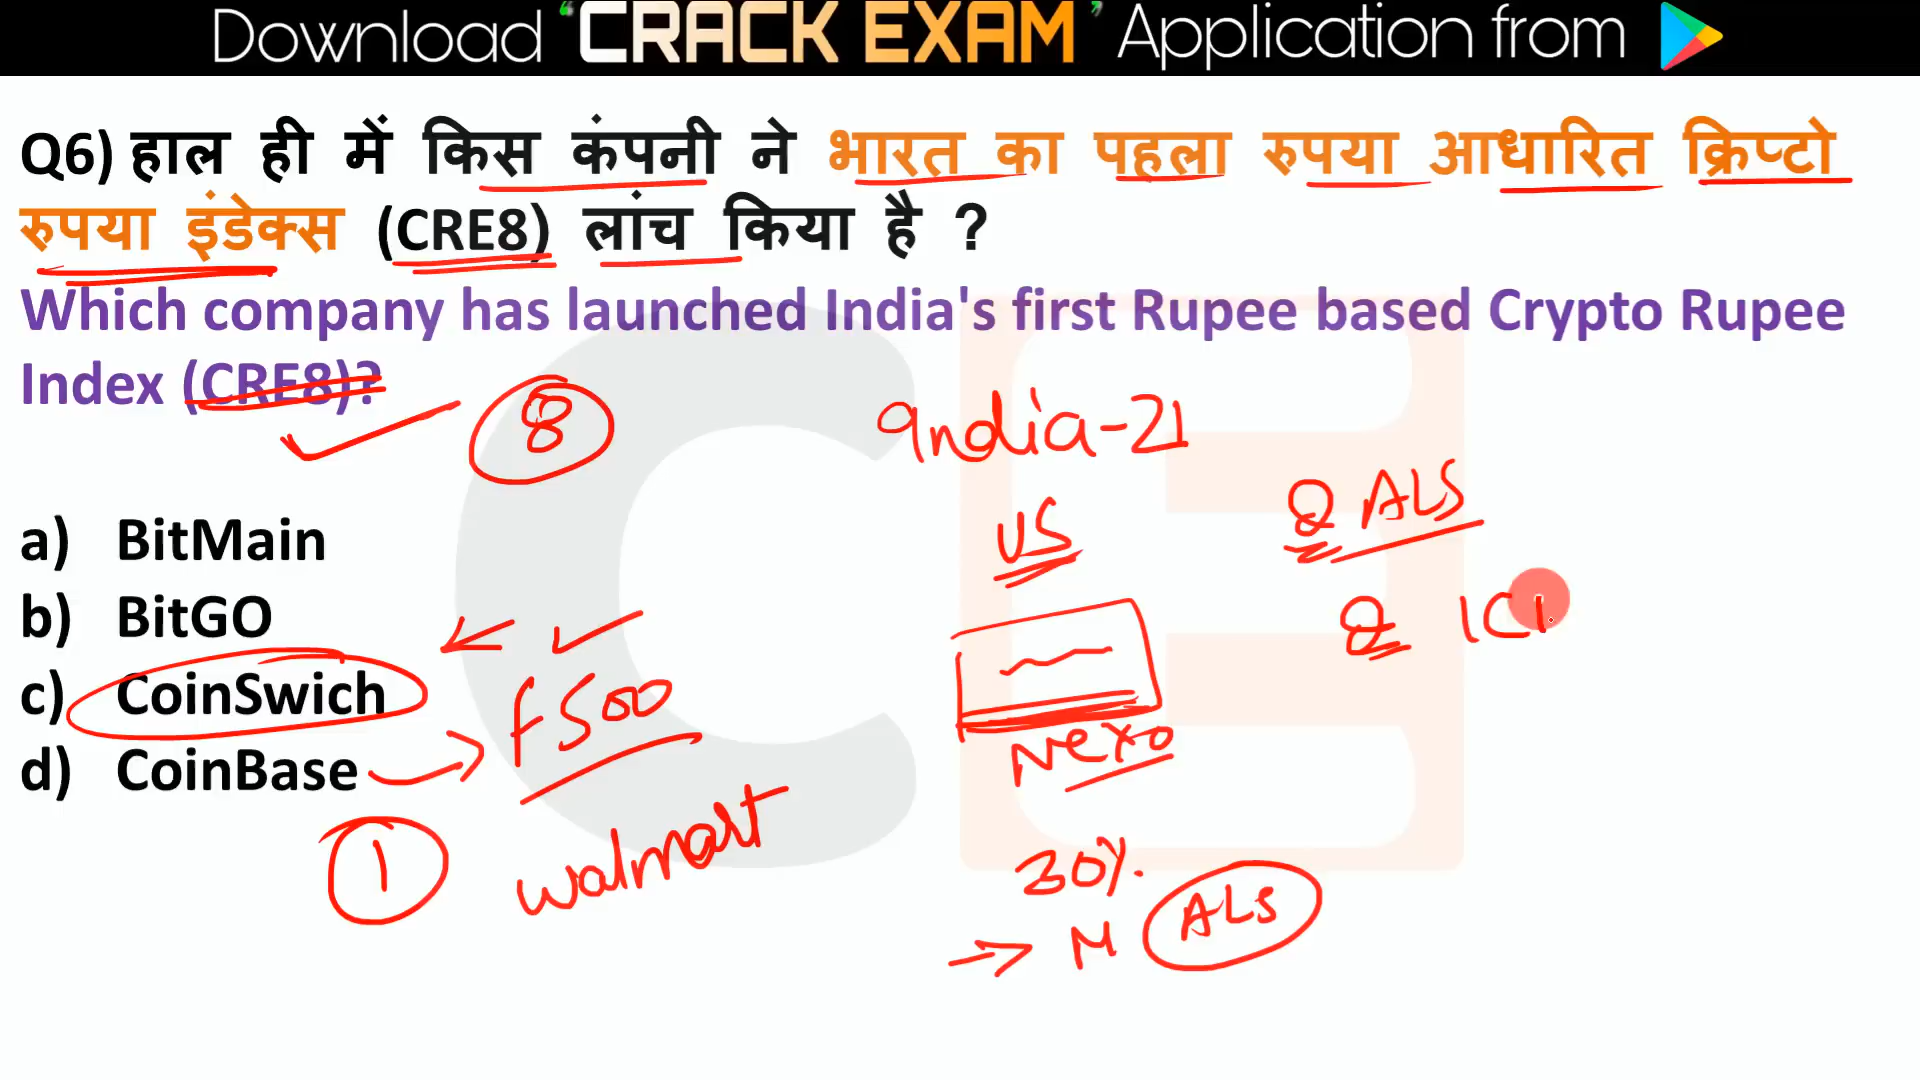 Download ‘CRACK EXAM’ Application from
Q6) हाल ही में किस कंपनी ने भारत का पहला रुपया आधारित क्रिप्टो
रुपया इंडेक्स (CRE8) लांच किया है ?
Which company has launched India's first Rupee based Crypto Rupee
Index (CRE8)?
8
India-21
Q ALS
US
a) BitMain
b) BitGO
Q ICI
c) CoinSwich
F500
Nexo
d) CoinBase
1
Walmart
30%.
→ M ALS